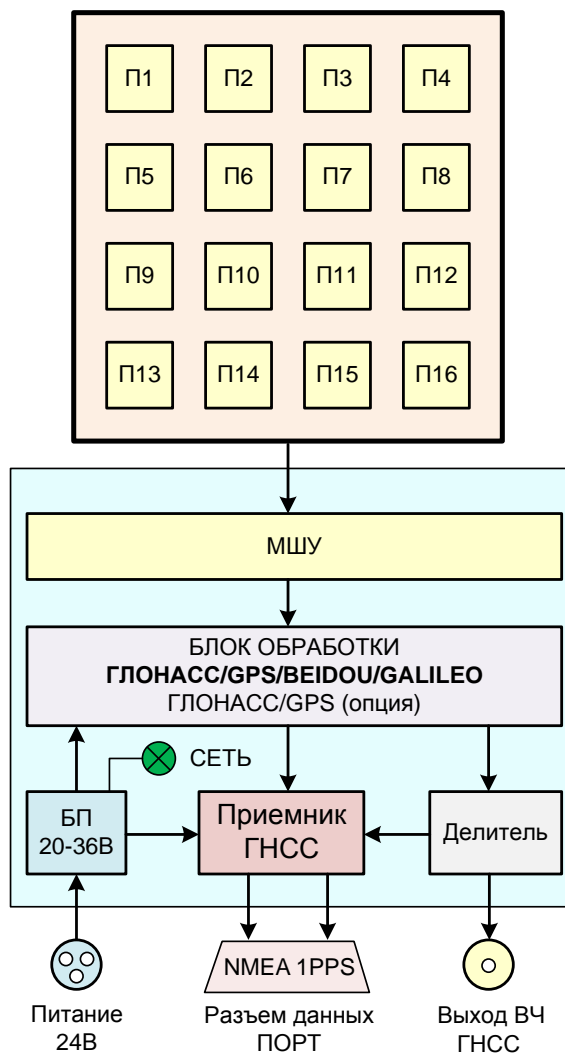 П1 П2 П3 П4
П5 П6 П7 П8
П9 П10 П11 П12
П13 П14 П15 П16
МШУ
БЛОК ОБРАБОТКИ
ГЛОНАСС/GPS/BEIDOU/GALILEO
ГЛОНАСС/GPS (опция)
СЕТЬ
БП
20-36В
Приемник
ГНСС
Делитель
NMEA 1PPS
Питание
24В
Разъем данных
ПОРТ
Выход ВЧ
ГНСС